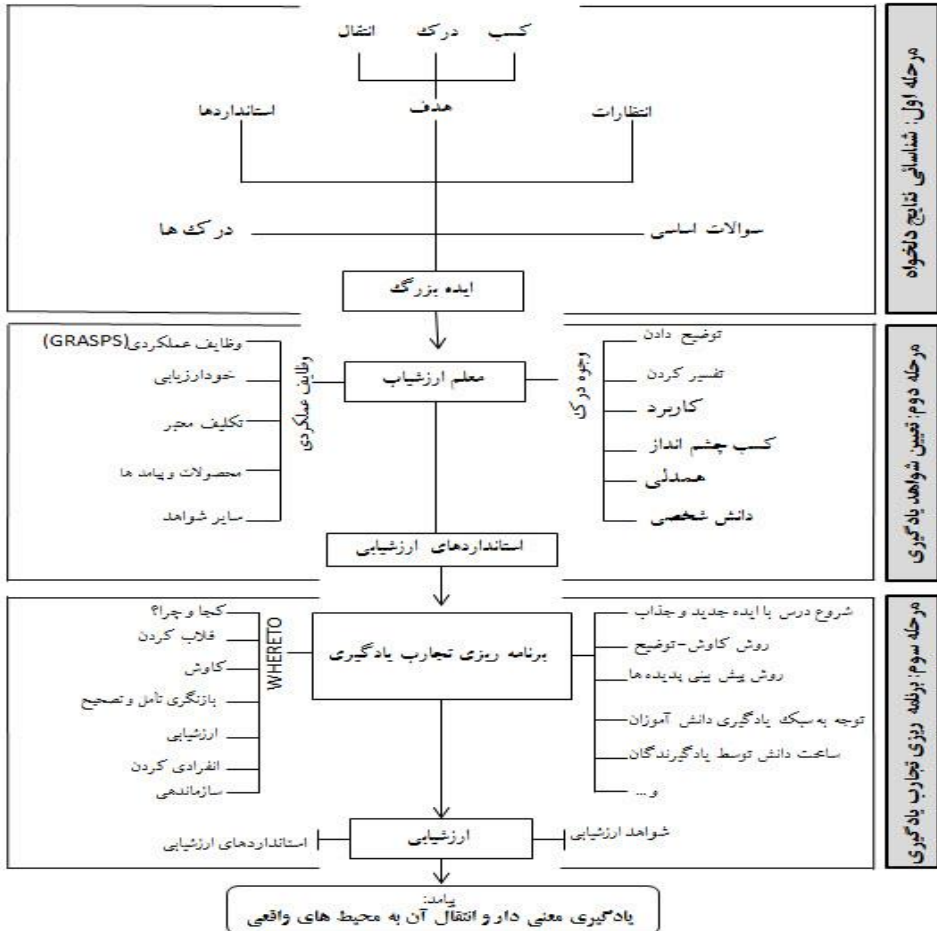 مرحله اول: شناسائی نتایج دلخواه
کسب
درک
انتقال
هدف
انتظارات
استانداردها
سوالات اساسی
درک ها
ایده بزرگ
مرحله دوم: تعیین شواهد یادگیری
معلم ارزشیاب
وجوه درک
توضیح دادن
تفسیر کردن
کاربرد
کسب چشم انداز
همدلی
دانش شخصی
وظایف عملکردی
وظایف عملکردی(GRASPS)
خودارزیابی
تکلیف معتبر
محصولات و پیامد ها
سایر شواهد
استانداردهای ارزشیابی
مرحله سوم: برنامه ریزی تجارب یادگیری
برنامه ریزی تجارب یادگیری
شروع درس با ایده جدید و جذاب
روش کاوش-توضیح
روش پیش بینی پدیده ها
توجه به سبک یادگیری دانش آموزان
ساخت دانش توسط یادگیرندگان
و ...
WHERETO
کجا و چرا؟
قلاب کردن
کاوش
بازنگری تأمل و تصحیح
ارزشیابی
انفرادی کردن
سازماندهی
ارزشیابی
شواهد ارزشیابی
استانداردهای ارزشیابی
پیامد:
یادگیری معنی دار و انتقال آن به محیط های واقعی